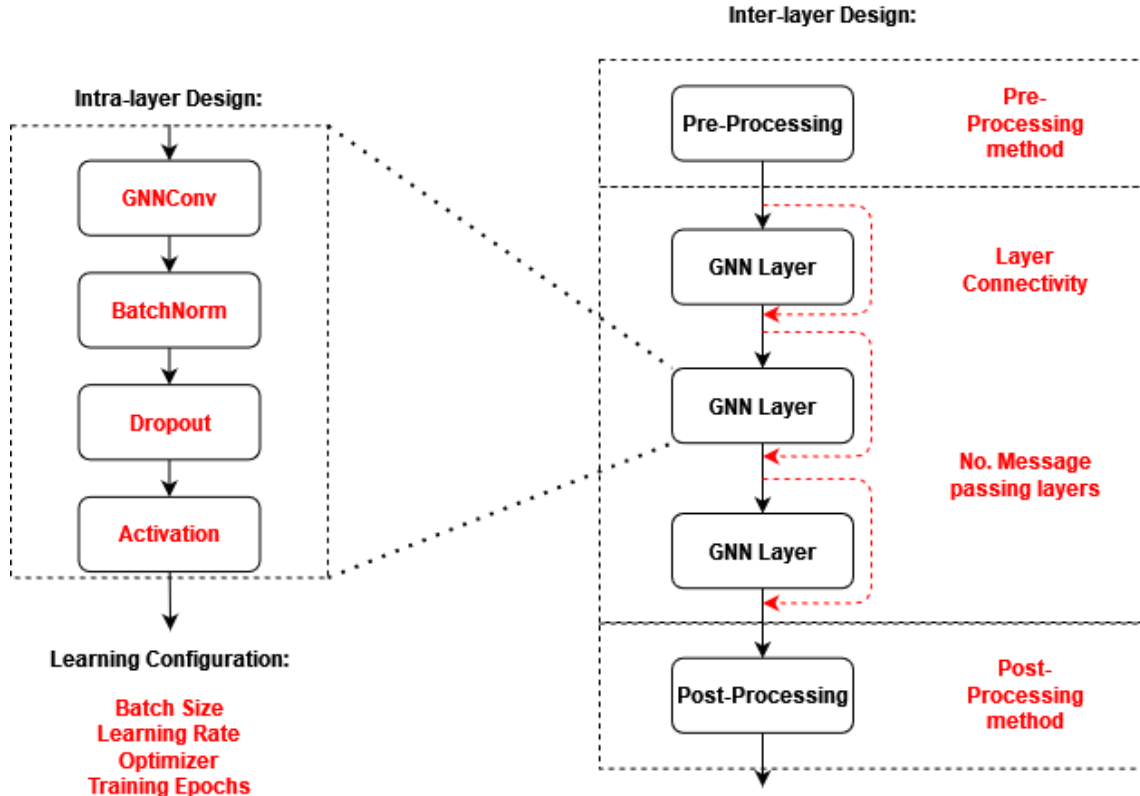 Intra-layer Design:
GNNConv
BatchNorm
Dropout
Activation
Learning Configuration:
Batch Size
Learning Rate
Optimizer
Training Epochs
Inter-layer Design:
Pre-Processing
Pre-
Processing
method
GNN Layer
Layer
Connectivity
GNN Layer
No. Message
passing layers
GNN Layer
Post-Processing
Post-
Processing
method